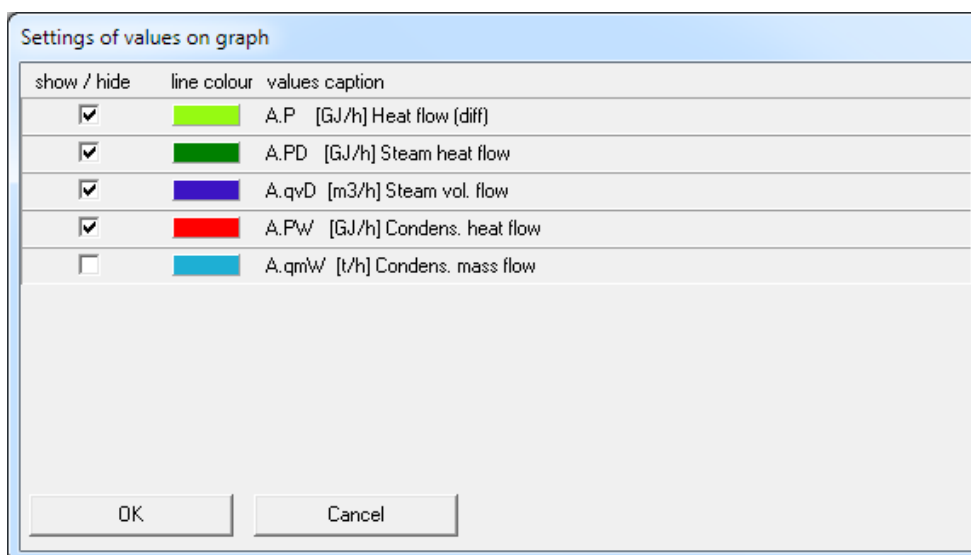 Settings of values on graph
show / hide line colour values caption
A.P [GJ/h] Heat flow (diff)
A.PD [GJ/h] Steam heat flow
A.qvD [m3/h] Steam vol. flow
A.PW [GJ/h] Condens. heat flow
A.qmW [t/h] Condens. mass flow
OK Cancel